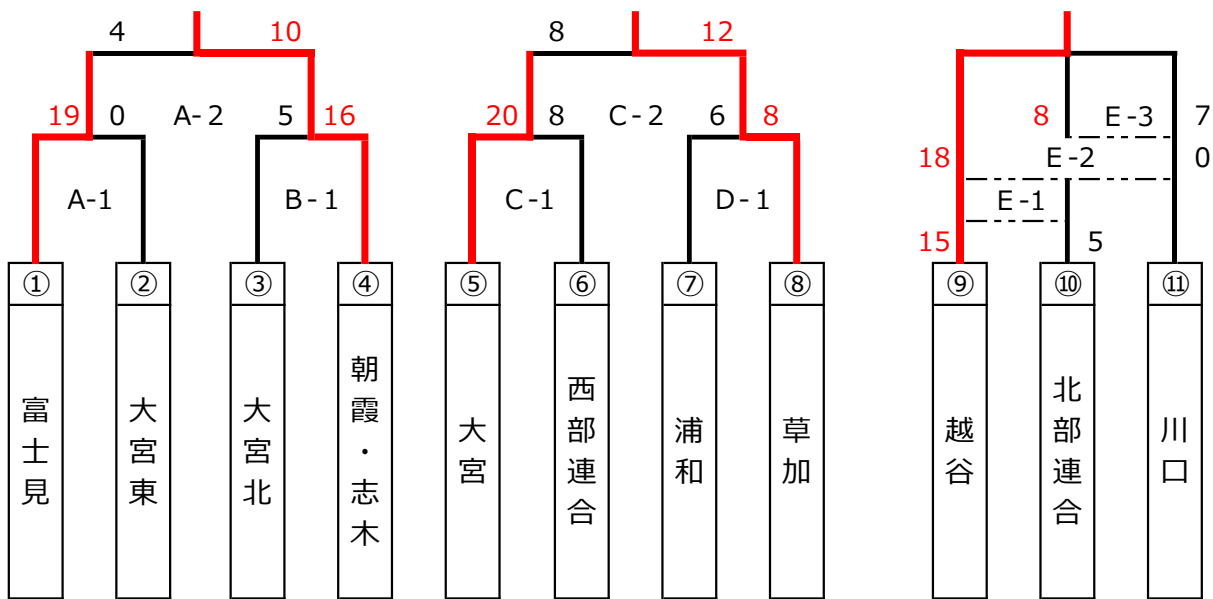 4 10 8 12
19 0 A-2 5 16 20 8 C-2 6 8 8 E-3 7
18 E-2 0
A-1 B-1 C-1 D-1 E-1
15 5
① ② ③ ④ ⑤ ⑥ ⑦ ⑧ ⑨ ⑩ ⑪
富士見
大宮東
大宮北
朝霞・志木
大宮
西部連合
浦和
草加
越谷
北部連合
川口